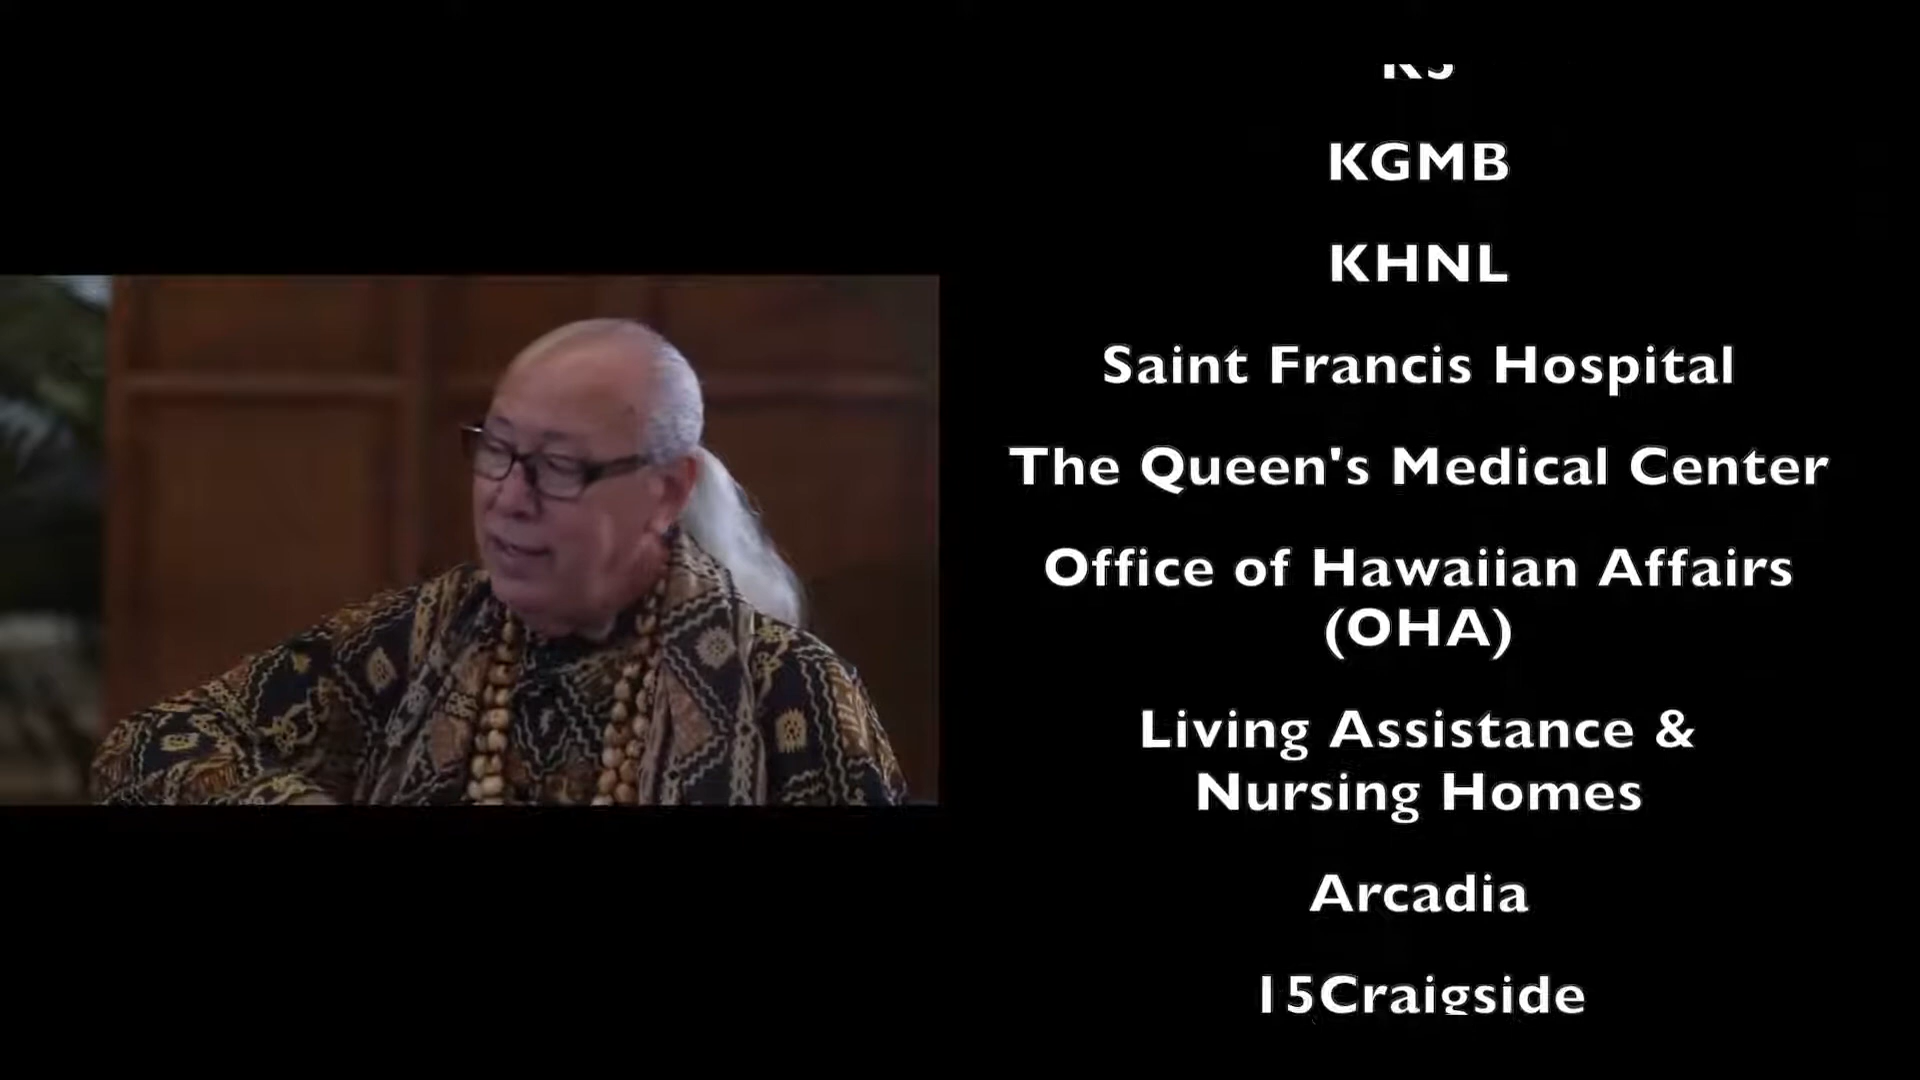 KGMB
KHNL
Saint Francis Hospital
The Queen's Medical Center
Office of Hawaiian Affairs
(OHA)
Living Assistance &
Nursing Homes
Arcadia
15Craigside